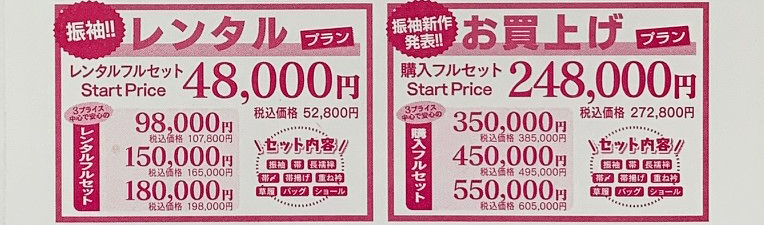 振袖!!
レンタル
プラン
レンタルフルセット
Start Price
48,000円
税込価格 52,800円
3プライス
中心で安心の
レンタルフルセット
98,000円
税込価格 107,800円
150,000円
税込価格 165,000円
180,000円
税込価格 198,000円
セット内容
振袖 帯 長襦袢
帯〆 帯揚げ 重ね衿
草履 バッグ ショール
振袖新作
発表!!
お買上げ
プラン
購入フルセット
Start Price
248,000円
税込価格 272,800円
3プライス
中心で安心の
購入フルセット
350,000円
税込価格 385,000円
450,000円
税込価格 495,000円
550,000円
税込価格 605,000円
セット内容
振袖 帯 長襦袢
帯〆 帯揚げ 重ね衿
草履 バッグ ショール